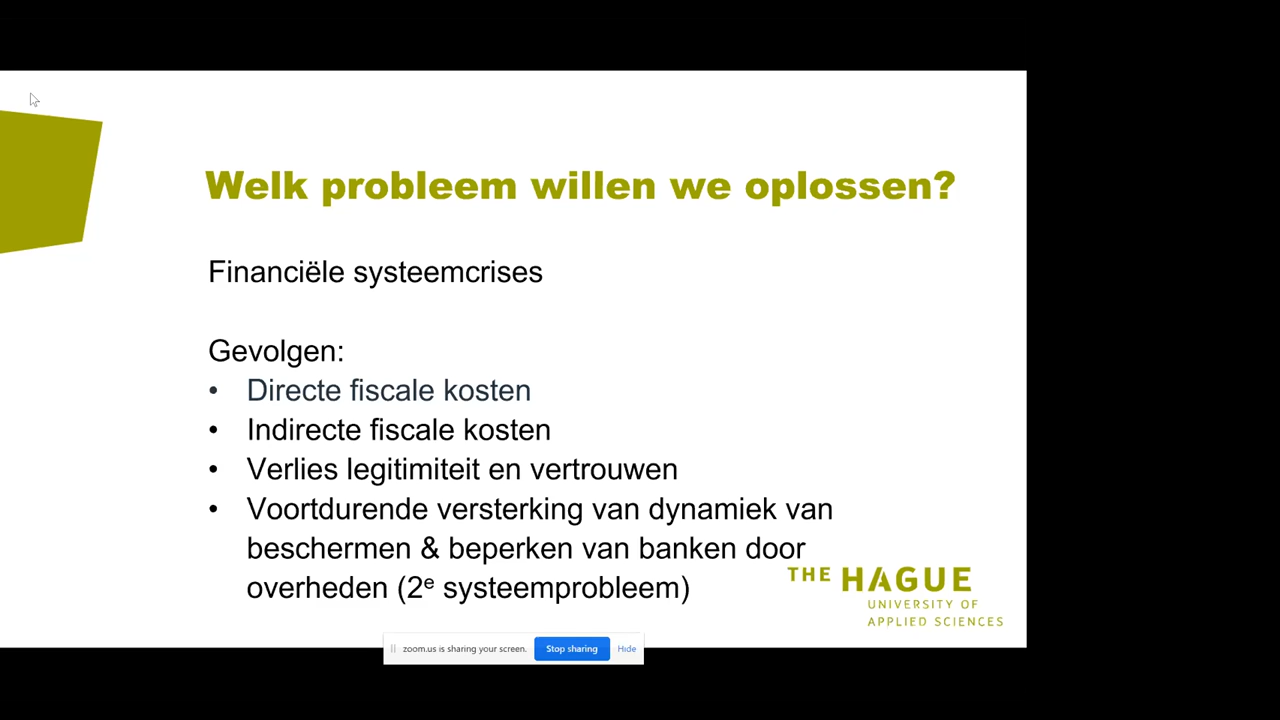 Welk probleem willen we oplossen?
Financiële systeemcrises
Gevolgen:
• Directe fiscale kosten
• Indirecte fiscale kosten
• Verlies legitimiteit en vertrouwen
• Voortdurende versterking van dynamiek van
beschermen & beperken van banken door
overheden (2e systeemprobleem)
THE HAGUE
UNIVERSITY OF
APPLIED SCIENCES
zoom.us is sharing your screen. Stop sharing Hide